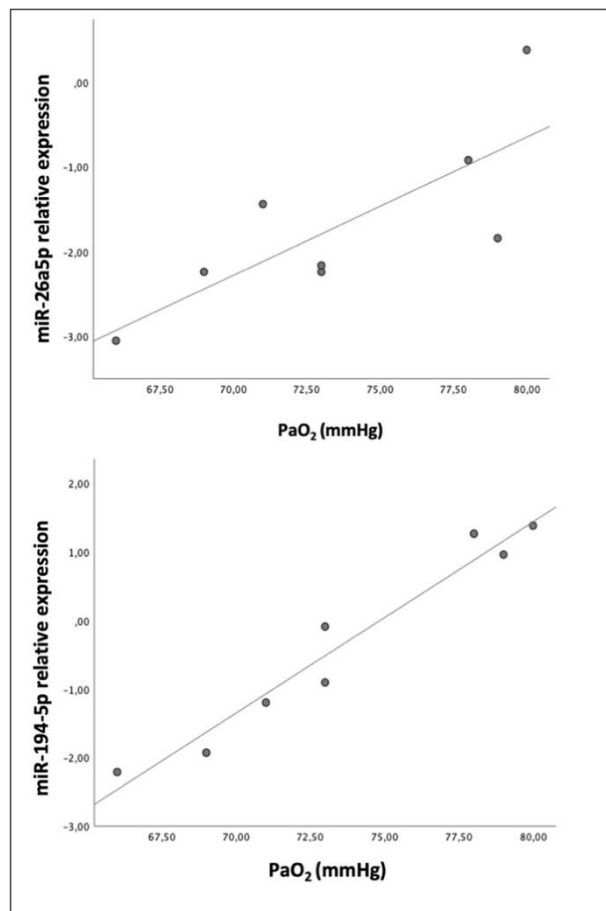 miR-26a5p relative expression
,00
-1,00
-2,00
-3,00
67,50 70,00 72,50 75,00 77,50 80,00
PaO₂ (mmHg)
miR-194-5p relative expression
2,00
1,00
,00
-1,00
-2,00
-3,00
67,50 70,00 72,50 75,00 77,50 80,00
PaO₂ (mmHg)